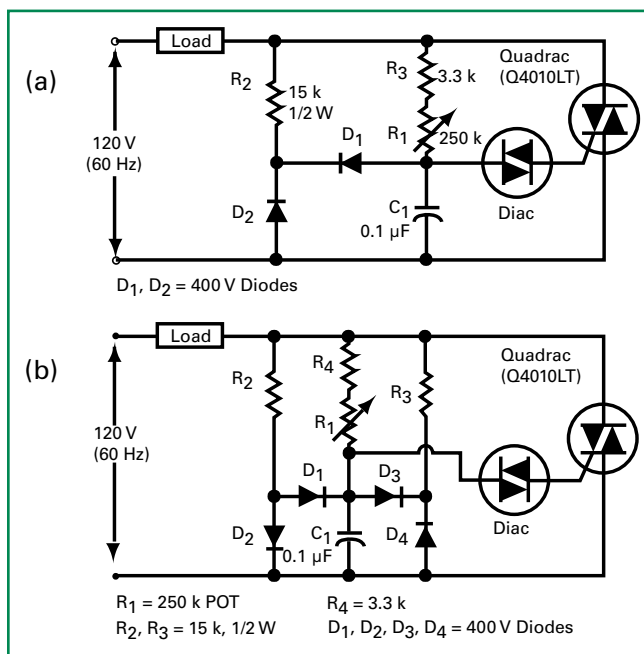 (a)
Load
R2
15 k
1/2 W
D1
D2
R3
3.3 k
R1
250 k
C1
0.1 µF
Diac
Quadrac
(Q4010LT)
120 V
(60 Hz)
D1, D2 = 400 V Diodes
(b)
Load
R2
R4
R1
R3
D1
D3
D2
C1
0.1 µF
D4
Diac
Quadrac
(Q4010LT)
120 V
(60 Hz)
R1 = 250 k POT
R2, R3 = 15 k, 1/2 W
R4 = 3.3 k
D1, D2, D3, D4 = 400 V Diodes